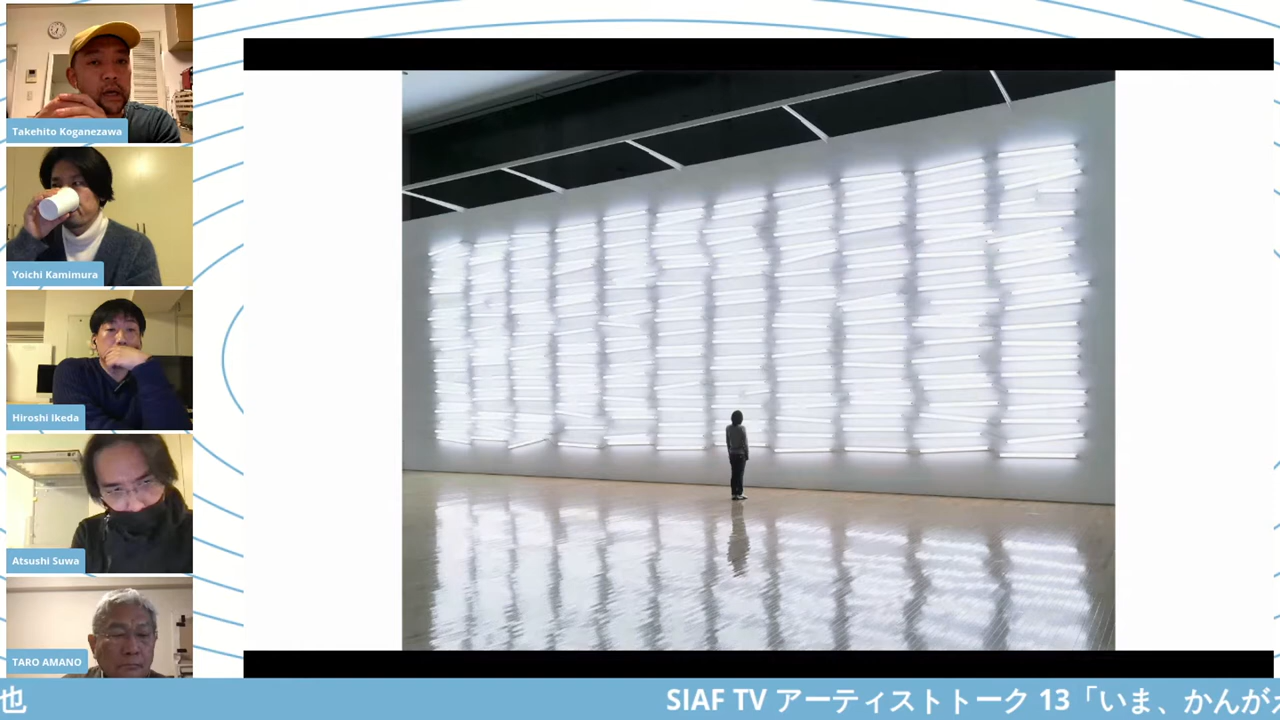 Takehito Koganezawa
Yoichi Kamimura
Hiroshi Ikeda
Atsushi Suwa
TARO AMANO
也 SIAF TV アーティストトーク 13「いま、かんが